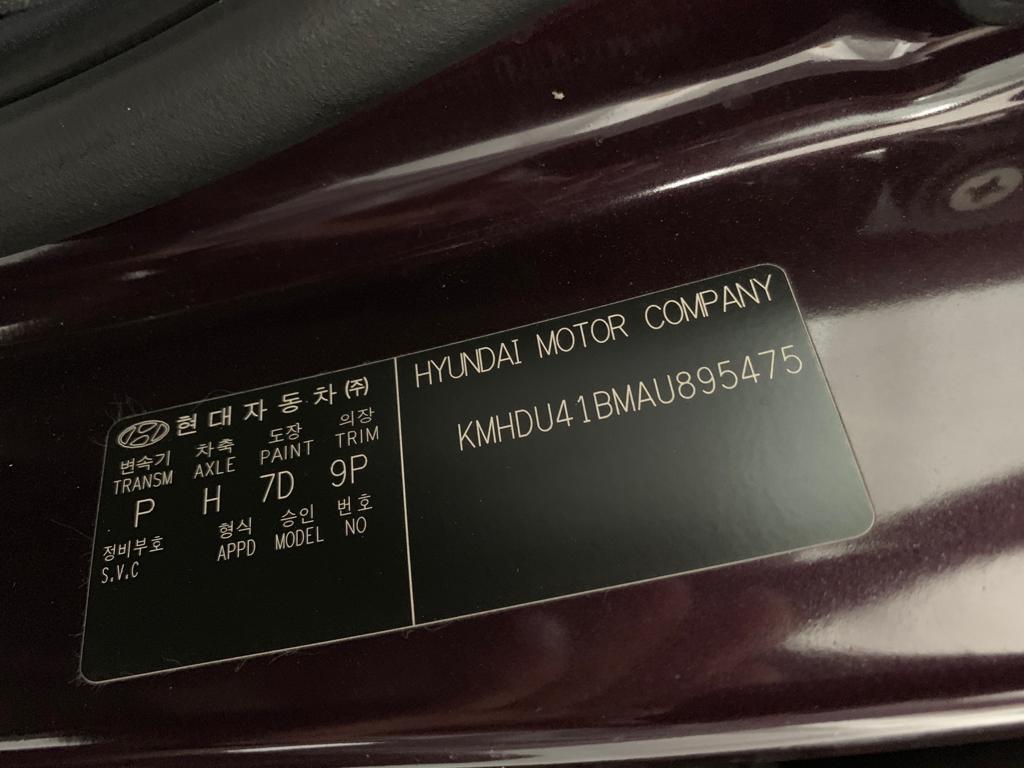 현대자동차㈜
변속기 차축 도장 의장
TRANSM AXLE PAINT TRIM
P H 7D 9P
정비부호 형식 승인 번호
S.V.C APPD MODEL NO
HYUNDAI MOTOR COMPANY
KMHDU41BMAU895475